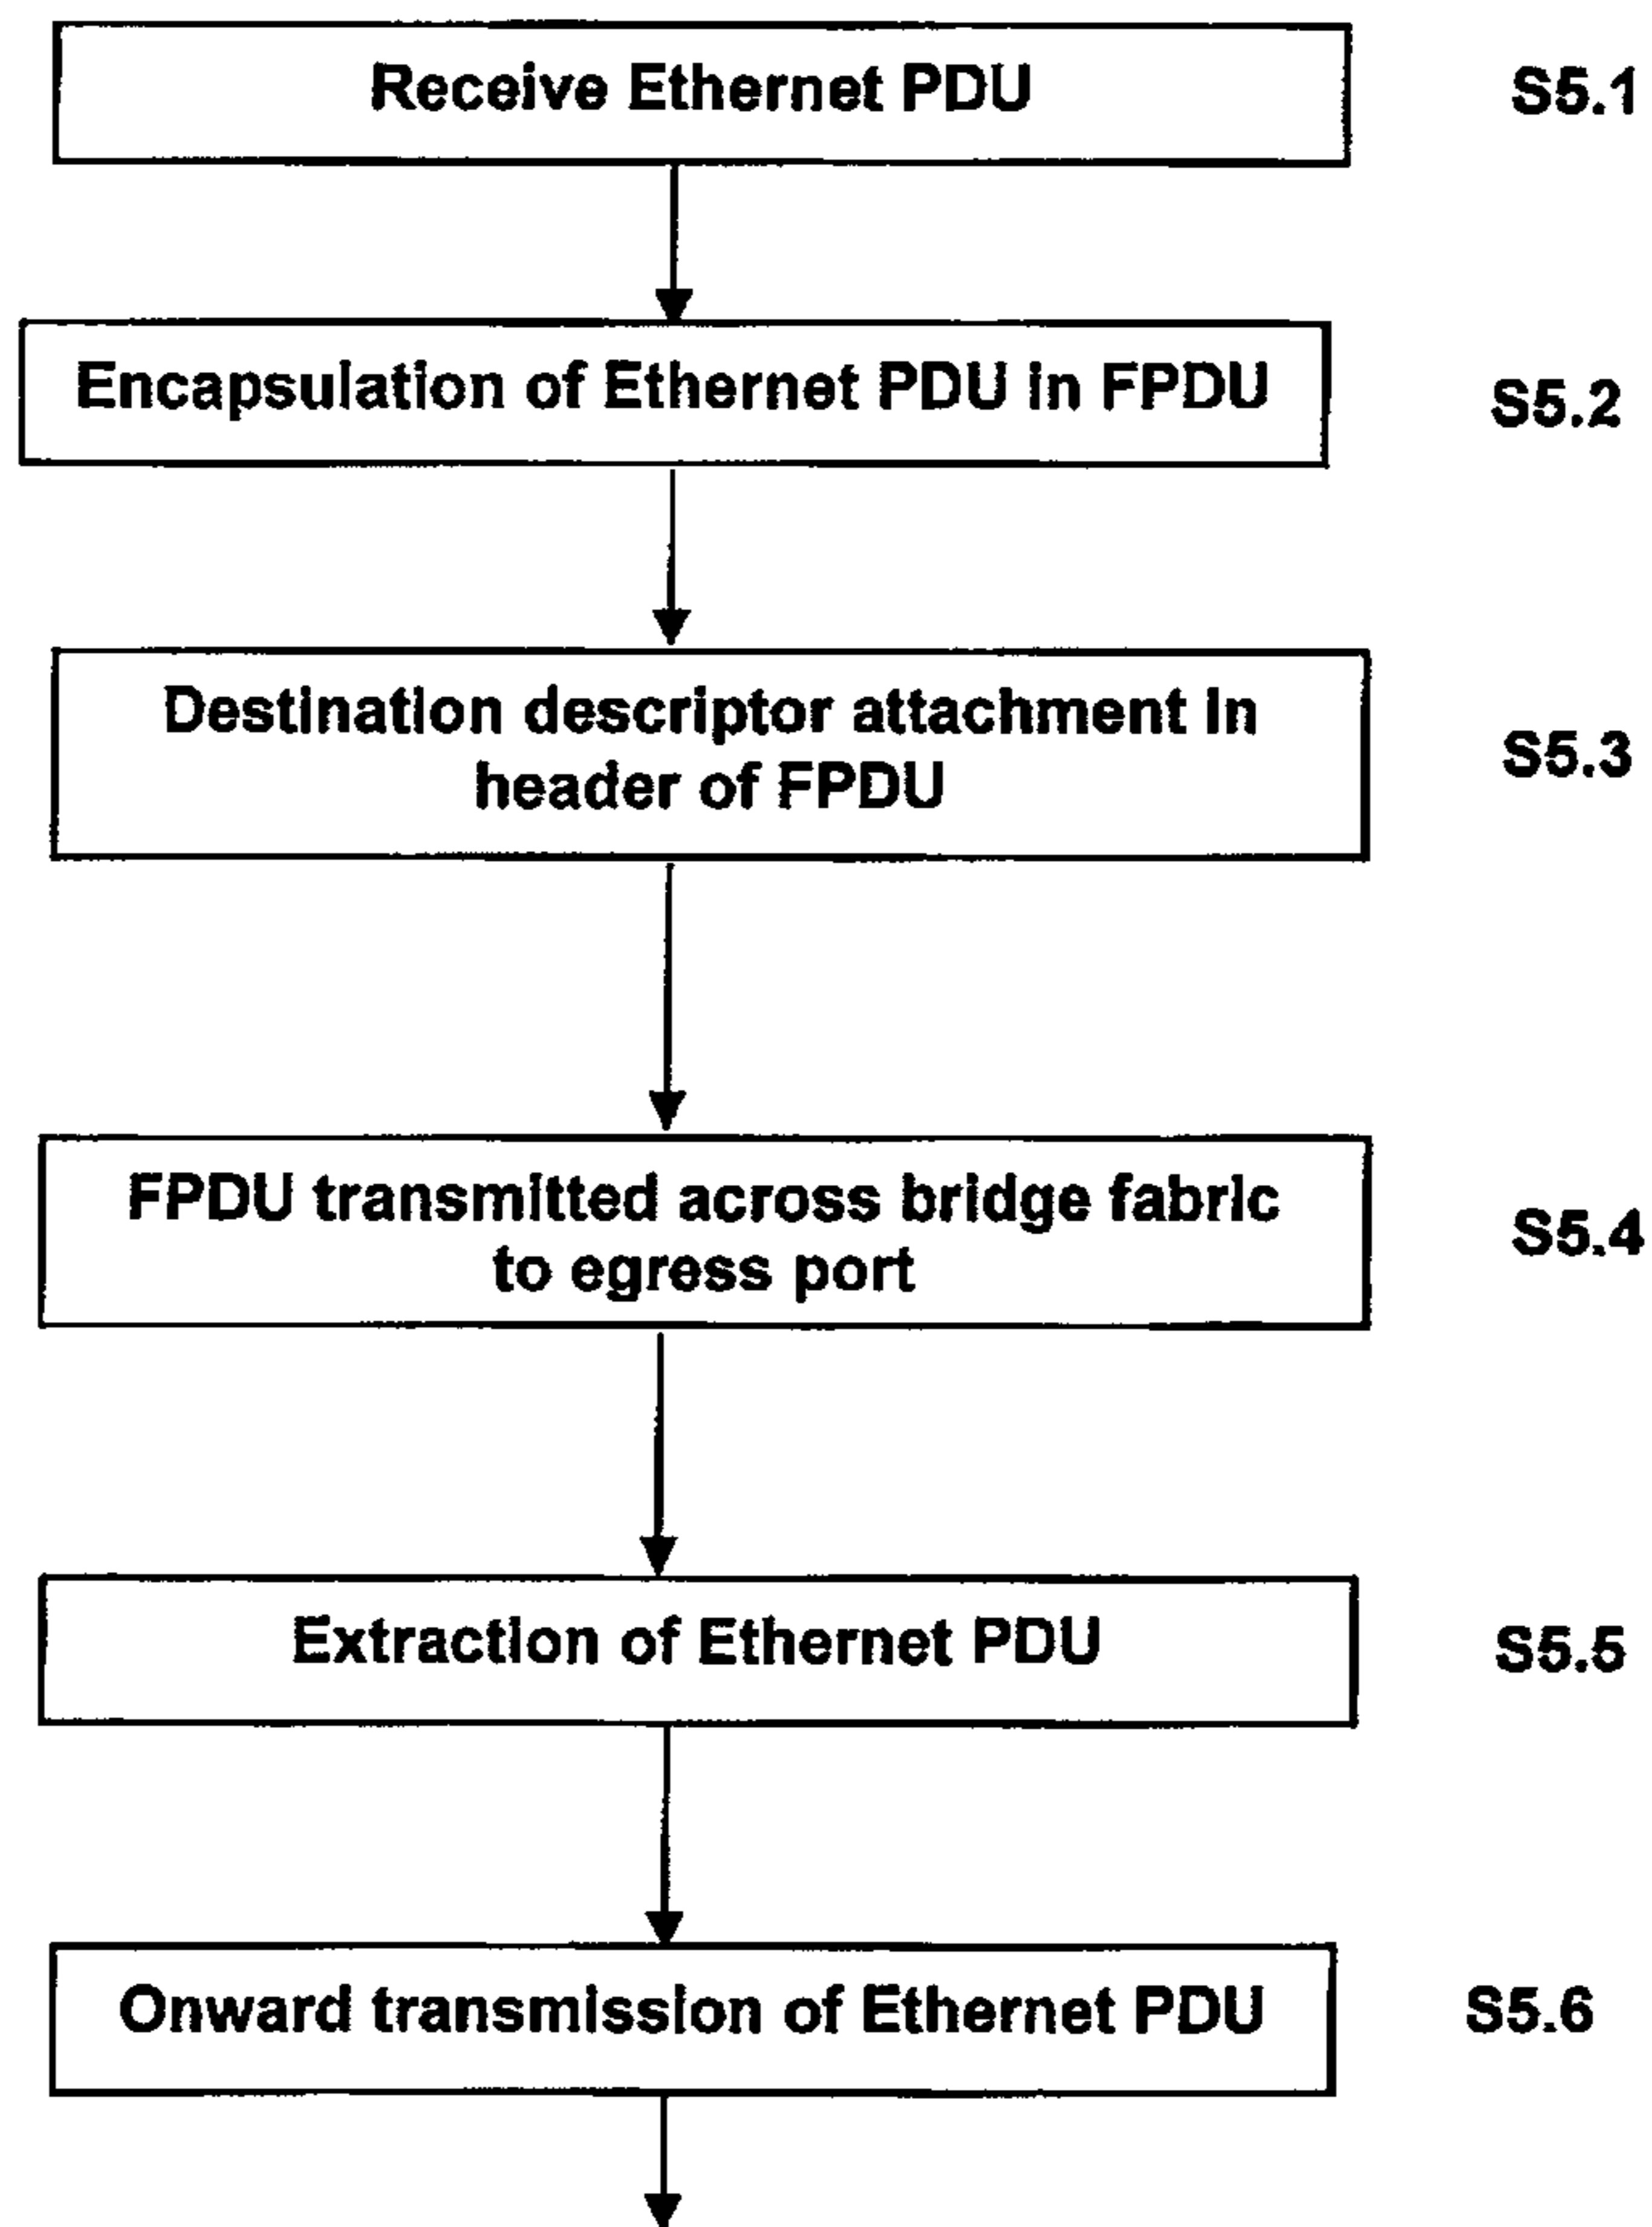 Receive Ethernet PDU
S5.1
Encapsulation of Ethernet PDU in FPDU
S5.2
Destination descriptor attachment in
header of FPDU
S5.3
FPDU transmitted across bridge fabric
to egress port
S5.4
Extraction of Ethernet PDU
S5.5
Onward transmission of Ethernet PDU
S5.6